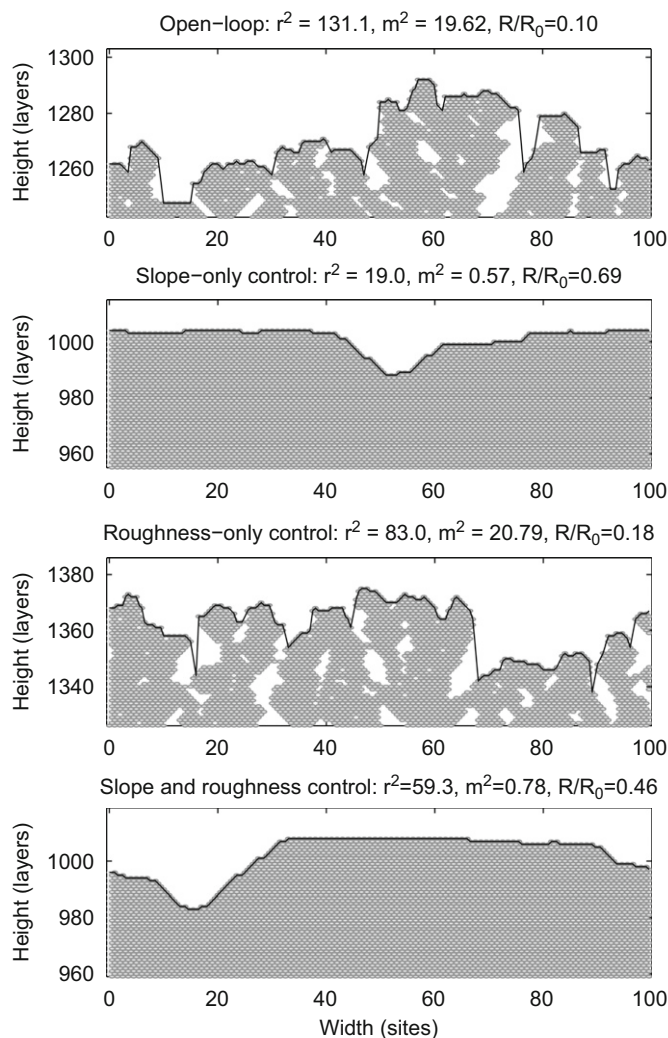 Open−loop: r² = 131.1, m² = 19.62, R/R₀=0.10
1300
1280
1260
Height (layers)
0 20 40 60 80 100
Slope−only control: r² = 19.0, m² = 0.57, R/R₀=0.69
1000
980
960
Height (layers)
0 20 40 60 80 100
Roughness−only control: r² = 83.0, m² = 20.79, R/R₀=0.18
1380
1360
1340
Height (layers)
0 20 40 60 80 100
Slope and roughness control: r²=59.3, m²=0.78, R/R₀=0.46
1000
980
960
Height (layers)
0 20 40 60 80 100
Width (sites)